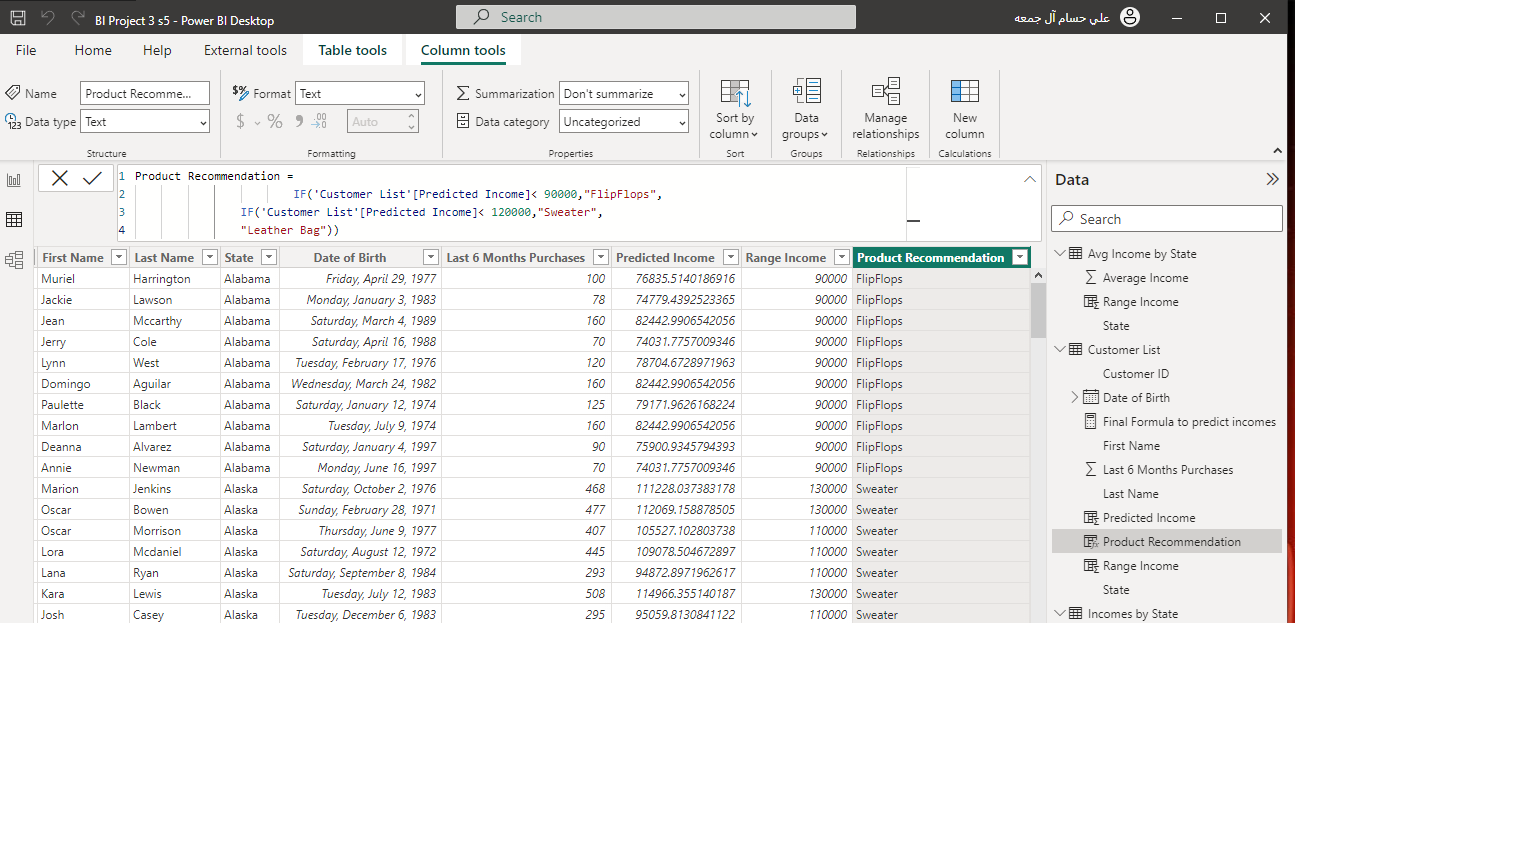 BI Project 3 s5 - Power BI Desktop
Search
علي حسام آل جمعه
File Home Help External tools Table tools Column tools
Name Product Recomme... Format Text Summarization Don't summarize
Data type Text $ % 9 .00 Auto Data category Uncategorized
Sort by column
Data groups
Manage relationships
New column
Structure Formatting Properties Sort Groups Relationships Calculations
1 Product Recommendation =
2 IF('Customer List'[Predicted Income]< 90000,"FlipFlops",
3 IF('Customer List'[Predicted Income]< 120000,"Sweater",
4 "Leather Bag"))
First Name Last Name State Date of Birth Last 6 Months Purchases Predicted Income Range Income Product Recommendation
Muriel Harrington Alabama Friday, April 29, 1977 100 76835.5140186916 90000 FlipFlops
Jackie Lawson Alabama Monday, January 3, 1983 78 74779.4392523365 90000 FlipFlops
Jean Mccarthy Alabama Saturday, March 4, 1989 160 82442.9906542056 90000 FlipFlops
Jerry Cole Alabama Saturday, April 16, 1988 70 74031.7757009346 90000 FlipFlops
Lynn West Alabama Tuesday, February 17, 1976 120 78704.6728971963 90000 FlipFlops
Domingo Aguilar Alabama Wednesday, March 24, 1982 160 82442.9906542056 90000 FlipFlops
Paulette Black Alabama Saturday, January 12, 1974 125 79171.9626168224 90000 FlipFlops
Marlon Lambert Alabama Tuesday, July 9, 1974 160 82442.9906542056 90000 FlipFlops
Deanna Alvarez Alabama Saturday, January 4, 1997 90 75900.9345794393 90000 FlipFlops
Annie Newman Alabama Monday, June 16, 1997 70 74031.7757009346 90000 FlipFlops
Marion Jenkins Alaska Saturday, October 2, 1976 468 111228.037383178 130000 Sweater
Oscar Bowen Alaska Sunday, February 28, 1971 477 112069.158878505 130000 Sweater
Oscar Morrison Alaska Thursday, June 9, 1977 407 105527.102803738 110000 Sweater
Lora Mcdaniel Alaska Saturday, August 12, 1972 445 109078.504672897 110000 Sweater
Lana Ryan Alaska Saturday, September 8, 1984 293 94872.8971962617 110000 Sweater
Kara Lewis Alaska Tuesday, July 12, 1983 508 114966.355140187 130000 Sweater
Josh Casey Alaska Tuesday, December 6, 1983 295 95059.8130841122 110000 Sweater
Data
Search
Avg Income by State
Average Income
Range Income
State
Customer List
Customer ID
Date of Birth
Final Formula to predict incomes
First Name
Last 6 Months Purchases
Last Name
Predicted Income
Product Recommendation
Range Income
State
Incomes by State